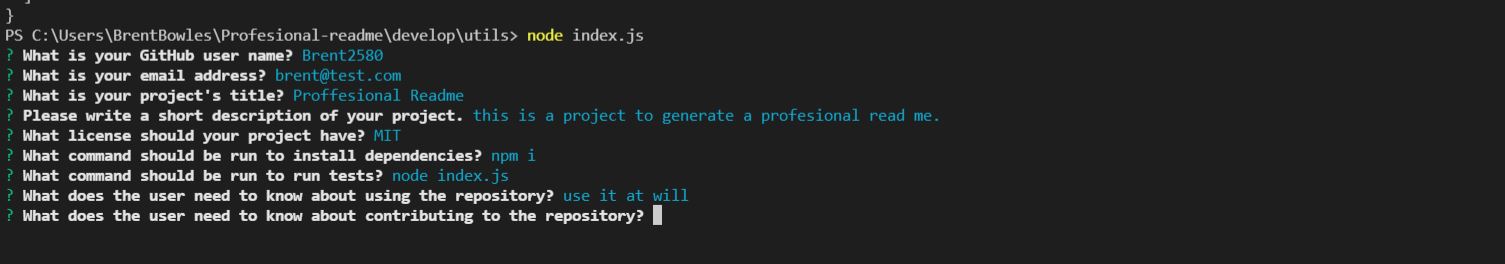 }
PS C:\Users\BrentBowles\Profesional-readme\develop\utils> node index.js
? What is your GitHub user name? Brent2580
? What is your email address? brent@test.com
? What is your project's title? Proffesional Readme
? Please write a short description of your project. this is a project to generate a profesional read me.
? What license should your project have? MIT
? What command should be run to install dependencies? npm i
? What command should be run to run tests? node index.js
? What does the user need to know about using the repository? use it at will
? What does the user need to know about contributing to the repository?